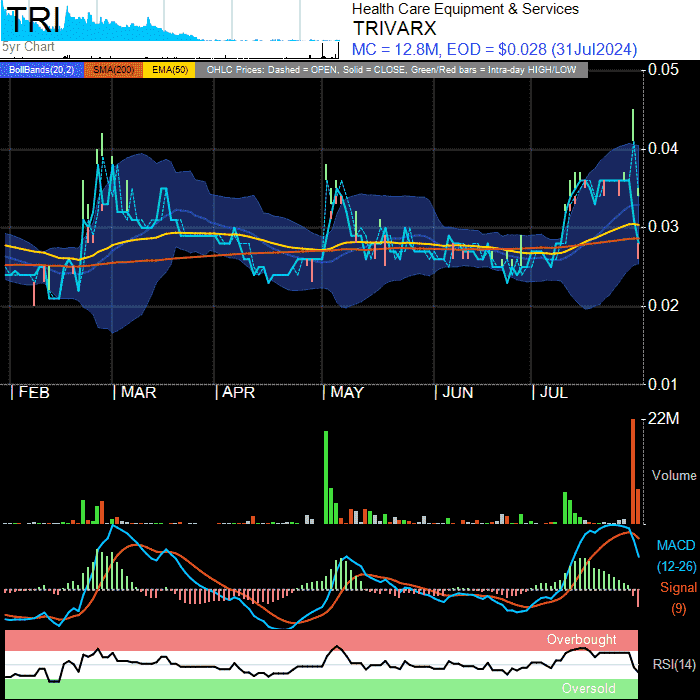 TRI
5yr Chart
Health Care Equipment & Services
TRIVARX
MC = 12.8M, EOD = $0.028 (31Jul2024)
BollBands(20,2) SMA(200) EMA(50) OHLC Prices: Dashed = OPEN, Solid = CLOSE, Green/Red bars = Intra-day HIGH/LOW
0.05
0.04
0.03
0.02
0.01
FEB MAR APR MAY JUN JUL
22M
Volume
MACD
(12-26)
Signal
(9)
Overbought
RSI(14)
Oversold